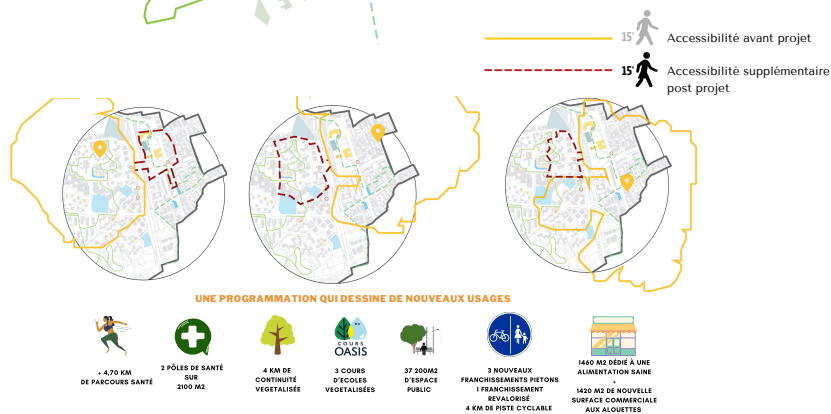 15' Accessibilité avant projet
15' Accessibilité supplémentaire
post projet
UNE PROGRAMMATION QUI DESSINE DE NOUVEAUX USAGES
+ 4,70 KM
DE PARCOURS SANTÉ
2 PÔLES DE SANTÉ
SUR
2100 M2
4 KM DE
CONTINUITÉ
VEGETALISÉE
COURS
OASIS
3 COURS
D'ECOLES
VEGETALISEES
37 200M2
D'ESPACE
PUBLIC
3 NOUVEAUX
FRANCHISSEMENTS PIETONS
1 FRANCHISSEMENT
REVALORISÉ
4 KM DE PISTE CYCLABLE
1460 M2 DÉDIÉ À UNE
ALIMENTATION SAINE
+
1420 M2 DE NOUVELLE
SURFACE COMMERCIALE
AUX ALOUETTES